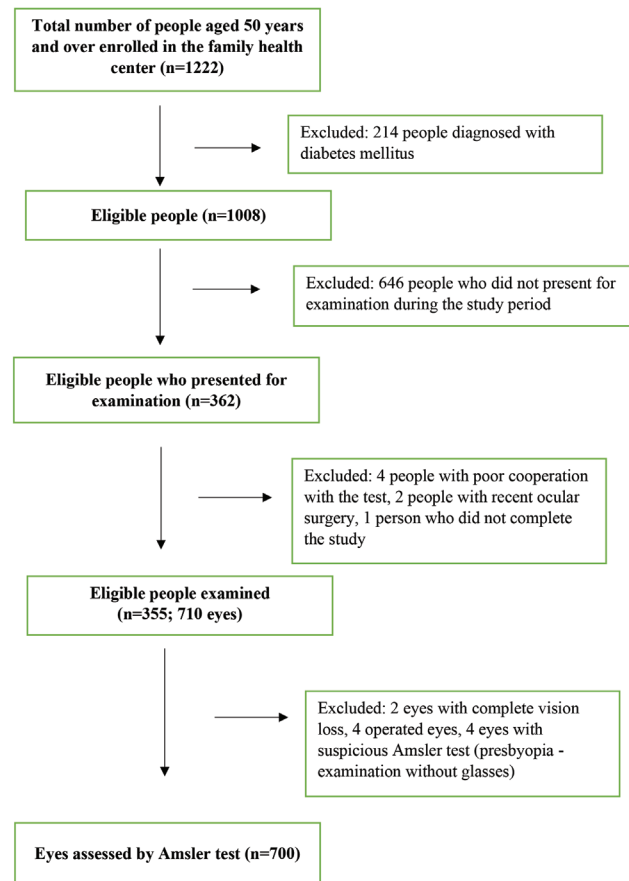 Total number of people aged 50 years
and over enrolled in the family health
center (n=1222)
Excluded: 214 people diagnosed with
diabetes mellitus
Eligible people (n=1008)
Excluded: 646 people who did not present for
examination during the study period
Eligible people who presented for
examination (n=362)
Excluded: 4 people with poor cooperation
with the test, 2 people with recent ocular
surgery, 1 person who did not complete
the study
Eligible people examined
(n=355; 710 eyes)
Excluded: 2 eyes with complete vision
loss, 4 operated eyes, 4 eyes with
suspicious Amsler test (presbyopia -
examination without glasses)
Eyes assessed by Amsler test (n=700)